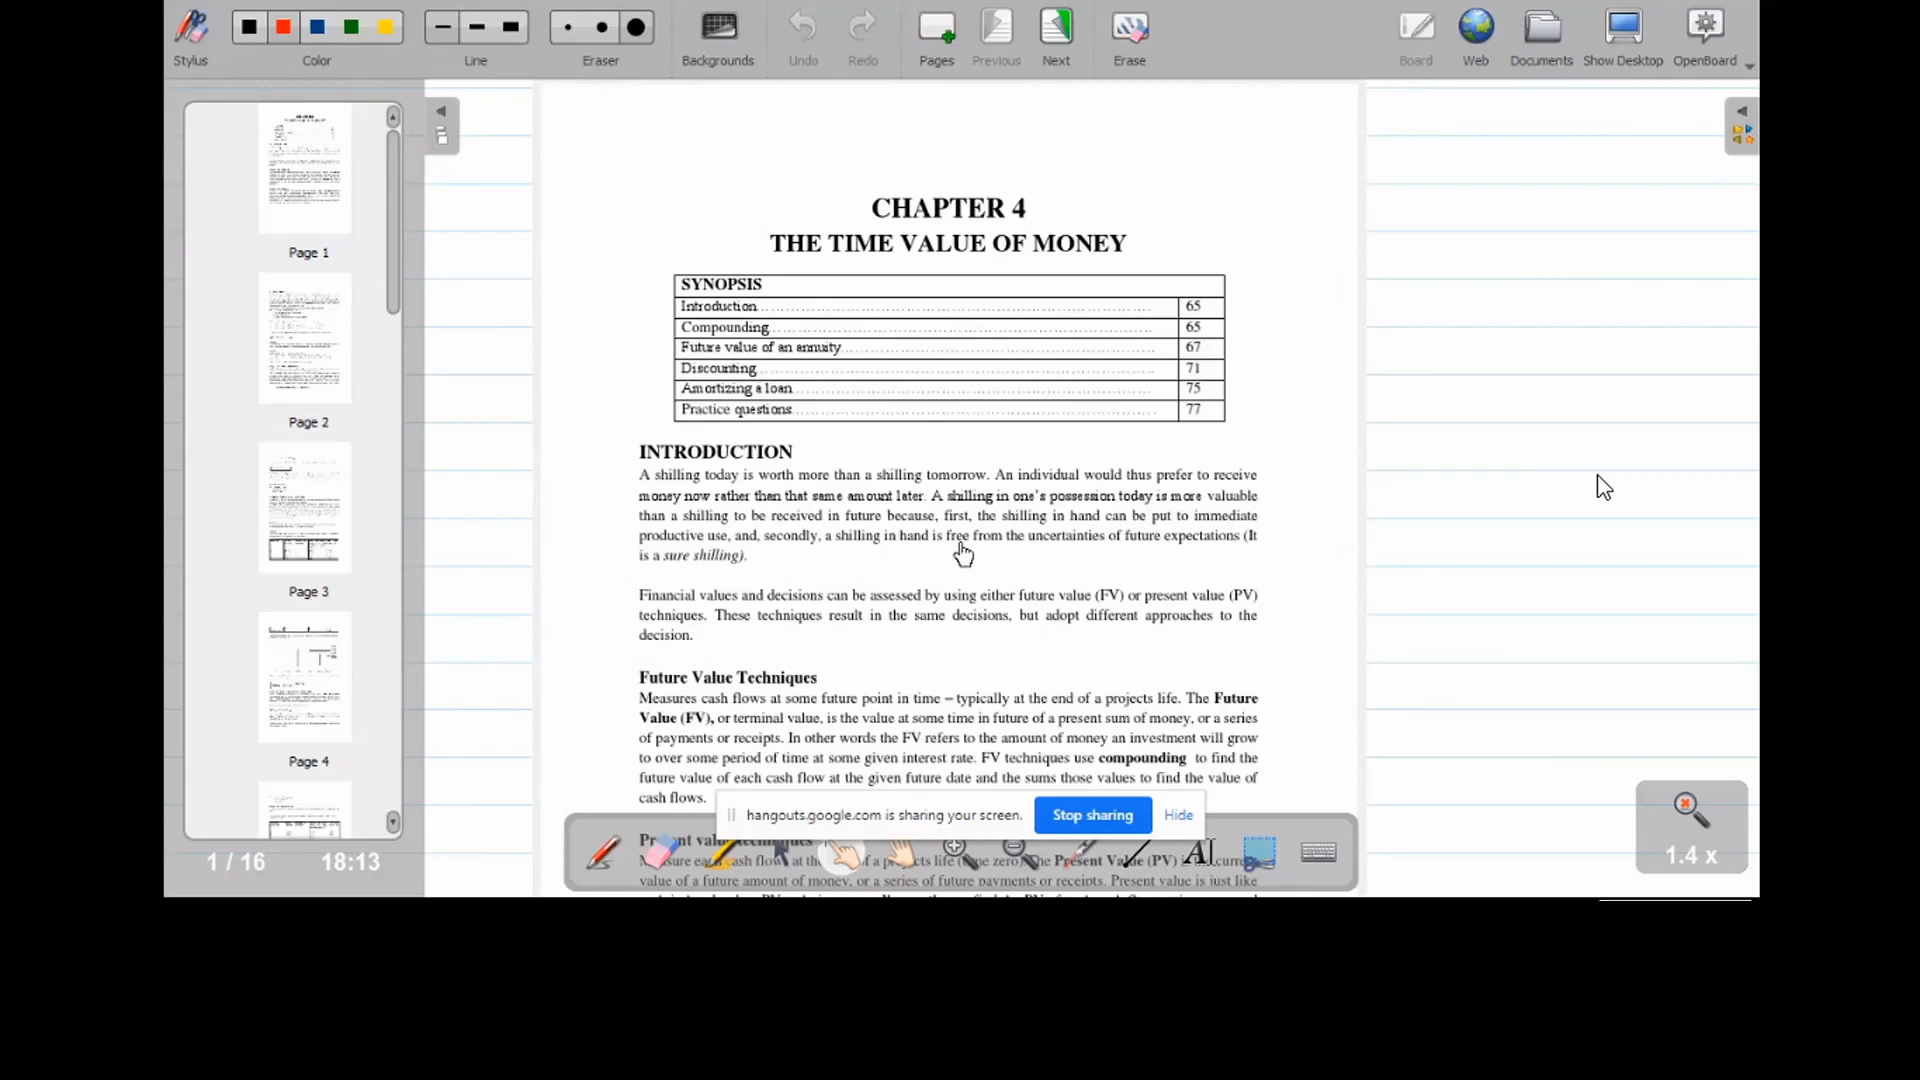 Stylus
Color
Line
Eraser
Backgrounds
Undo
Redo
Pages
Previous
Next
Erase
Board
Web
Documents
Show Desktop
OpenBoard
Page 1
Page 2
Page 3
Page 4
1 / 16
18:13
CHAPTER 4
THE TIME VALUE OF MONEY
SYNOPSIS
Introduction 65
Compounding 65
Future value of an annuity 67
Discounting 71
Amortizing a loan 75
Practice questions 77
INTRODUCTION
A shilling today is worth more than a shilling tomorrow. An individual would thus prefer to receive
money now rather than that same amount later. A shilling in one's possession today is more valuable
than a shilling to be received in future because, first, the shilling in hand can be put to immediate
productive use, and, secondly, a shilling in hand is free from the uncertainties of future expectations (It
is a sure shilling).
Financial values and decisions can be assessed by using either future value (FV) or present value (PV)
techniques. These techniques result in the same decisions, but adopt different approaches to the
decision.
Future Value Techniques
Measures cash flows at some future point in time – typically at the end of a projects life. The Future
Value (FV), or terminal value, is the value at some time in future of a present sum of money, or a series
of payments or receipts. In other words the FV refers to the amount of money an investment will grow
to over some period of time at some given interest rate. FV techniques use compounding to find the
future value of each cash flow at the given future date and the sums those values to find the value of
cash flows.
hangouts.google.com is sharing your screen.
Stop sharing
Hide
value of a future amount of money, or a series of future payments or receipts. Present value is just like
1.4 x